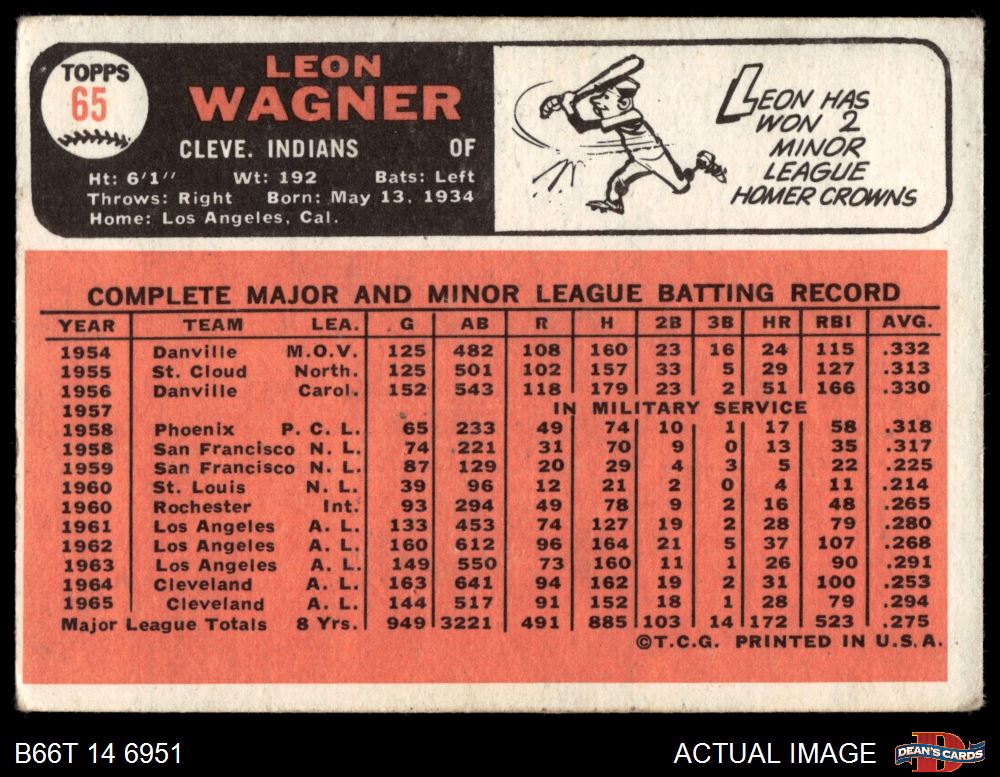 TOPPS
65
LEON
WAGNER
CLEVE. INDIANS OF
Ht: 6'1" Wt: 192 Bats: Left
Throws: Right Born: May 13, 1934
Home: Los Angeles, Cal.
LEON HAS
WON 2
MINOR
LEAGUE
HOMER CROWNS
COMPLETE MAJOR AND MINOR LEAGUE BATTING RECORD
YEAR TEAM LEA. G AB R H 2B 3B HR RBI AVG.
1954 Danville M.O.V. 125 482 108 160 23 16 24 115 .332
1955 St. Cloud North. 125 501 102 157 33 5 29 127 .313
1956 Danville Carol. 152 543 118 179 23 2 51 166 .330
1957 IN MILITARY SERVICE
1958 Phoenix P. C. L. 65 233 49 74 10 1 17 58 .318
1958 San Francisco N. L. 74 221 31 70 9 0 13 35 .317
1959 San Francisco N. L. 87 129 20 29 4 3 5 22 .225
1960 St. Louis N. L. 39 96 12 21 2 0 4 11 .214
1960 Rochester Int. 93 294 49 78 9 2 16 48 .265
1961 Los Angeles A. L. 133 453 74 127 19 2 28 79 .280
1962 Los Angeles A. L. 160 612 96 164 21 5 37 107 .268
1963 Los Angeles A. L. 149 550 73 160 11 1 26 90 .291
1964 Cleveland A. L. 163 641 94 162 19 2 31 100 .253
1965 Cleveland A. L. 144 517 91 152 18 1 28 79 .294
Major League Totals 8 Yrs. 949 3221 491 885 103 14 172 523 .275
©T.C.G. PRINTED IN U.S.A.
B66T 14 6951 ACTUAL IMAGE
DEAN'S CARDS